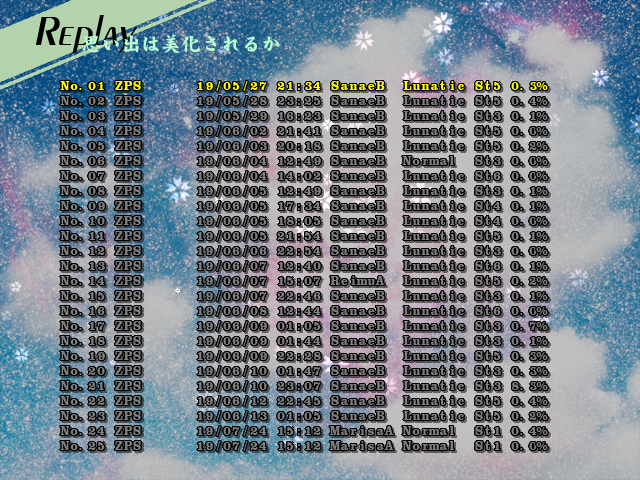 Replay
思い出は美化されるか
No. 01 ZPS 19/05/27 21:34 SanaeB Lunatic St5 0.3%
No. 02 ZPS 19/05/28 23:25 SanaeB Lunatic St5 0.4%
No. 03 ZPS 19/05/29 16:23 SanaeB Lunatic St3 0.1%
No. 04 ZPS 19/06/02 21:41 SanaeB Lunatic St5 0.0%
No. 05 ZPS 19/06/03 20:18 SanaeB Lunatic St5 0.2%
No. 06 ZPS 19/06/04 12:49 SanaeB Normal St3 0.0%
No. 07 ZPS 19/06/04 14:02 SanaeB Lunatic St6 0.0%
No. 08 ZPS 19/06/05 12:49 SanaeB Lunatic St3 0.1%
No. 09 ZPS 19/06/05 17:34 SanaeB Lunatic St4 0.1%
No. 10 ZPS 19/06/05 18:05 SanaeB Lunatic St4 0.0%
No. 11 ZPS 19/06/05 21:54 SanaeB Lunatic St5 0.1%
No. 12 ZPS 19/06/06 22:54 SanaeB Lunatic St3 0.0%
No. 13 ZPS 19/06/07 12:40 SanaeB Lunatic St6 0.1%
No. 14 ZPS 19/06/07 15:07 ReimuA Lunatic St5 0.2%
No. 15 ZPS 19/06/07 22:46 SanaeB Lunatic St3 0.1%
No. 16 ZPS 19/06/08 12:44 SanaeB Lunatic St6 0.0%
No. 17 ZPS 19/06/09 01:05 SanaeB Lunatic St3 0.7%
No. 18 ZPS 19/06/09 01:44 SanaeB Lunatic St3 0.1%
No. 19 ZPS 19/06/09 22:28 SanaeB Lunatic St5 0.3%
No. 20 ZPS 19/06/10 01:47 SanaeB Lunatic St3 0.3%
No. 21 ZPS 19/06/10 23:07 SanaeB Lunatic St3 8.3%
No. 22 ZPS 19/06/12 22:45 SanaeB Lunatic St5 0.4%
No. 23 ZPS 19/06/13 01:05 SanaeB Lunatic St5 0.2%
No. 24 ZPS 19/07/24 15:12 MarisaA Normal St1 0.4%
No. 25 ZPS 19/07/24 15:12 MarisaA Normal St1 0.0%